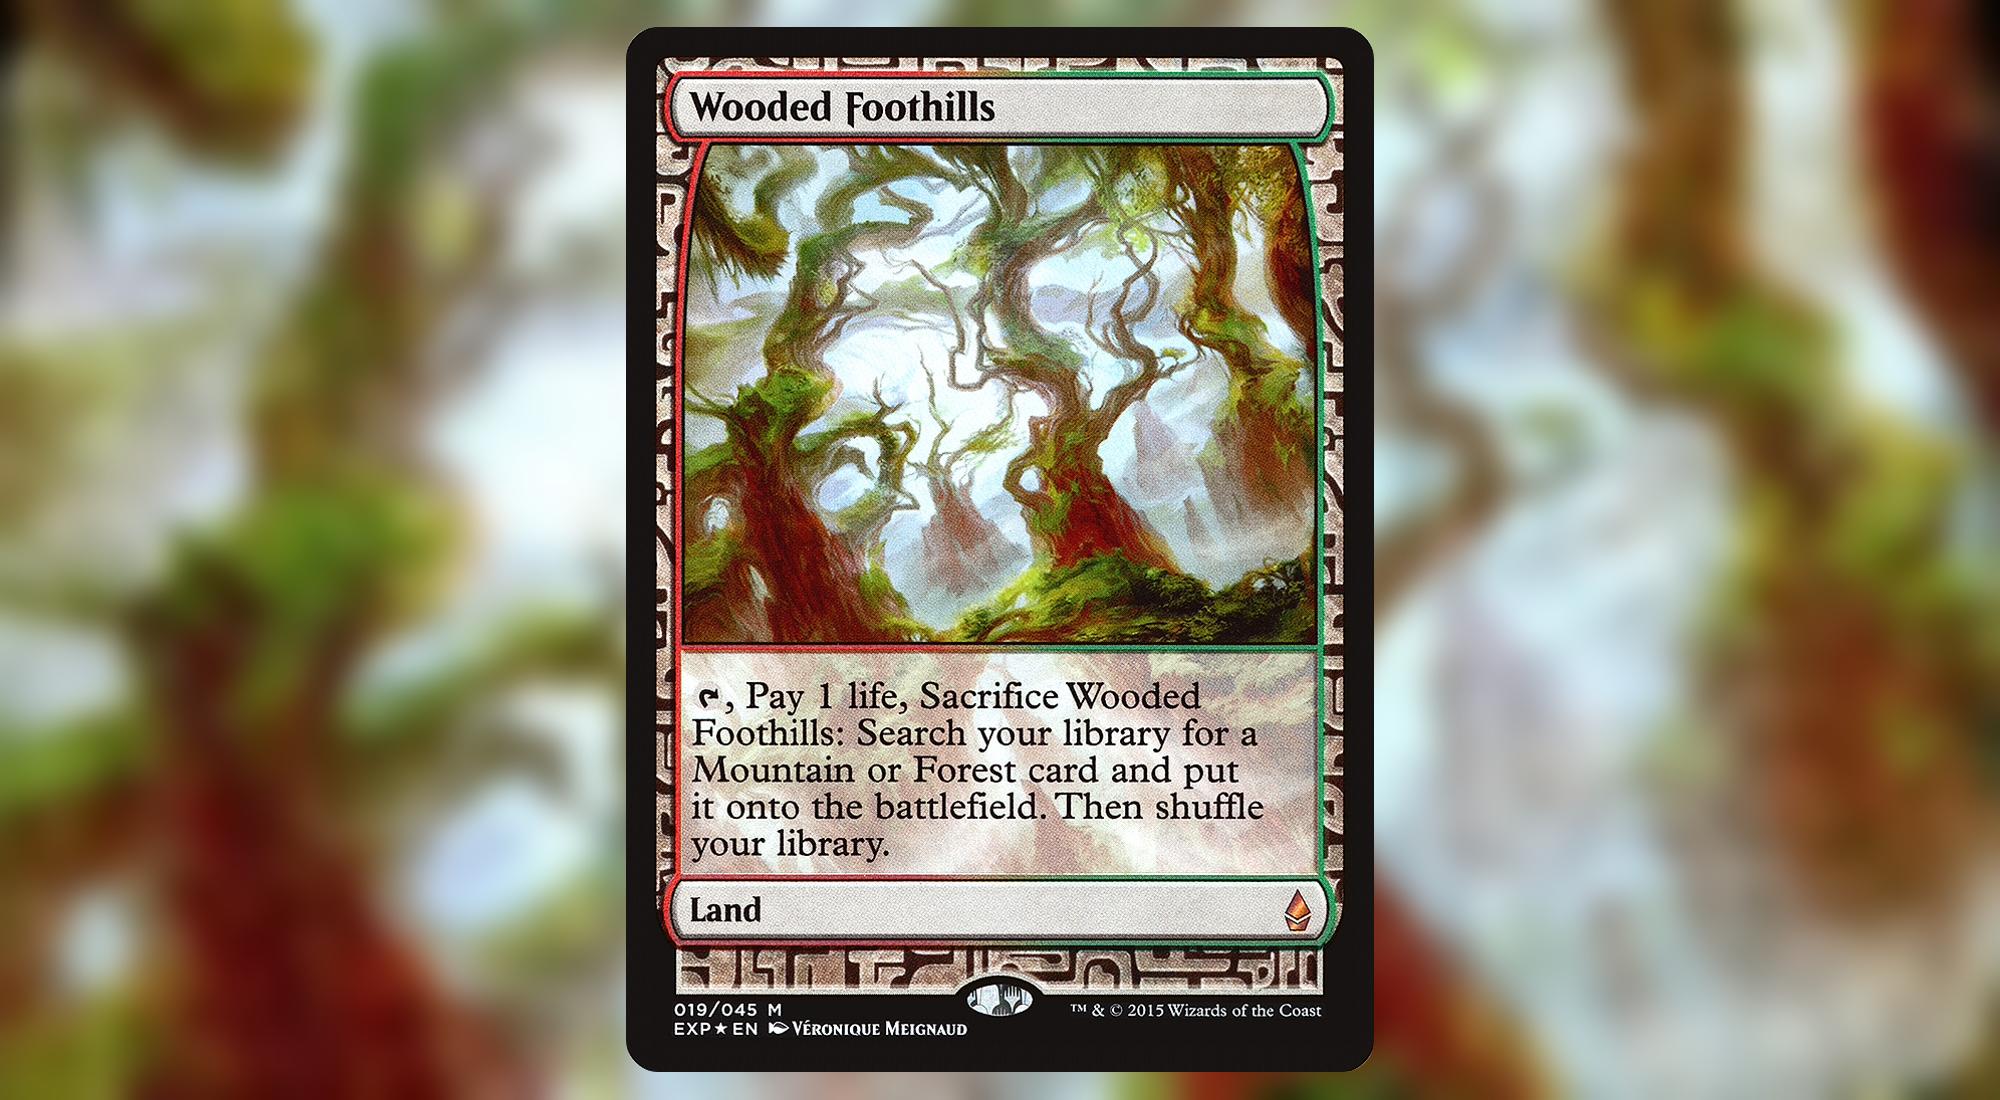 Wooded Foothills
, Pay 1 life, Sacrifice Wooded
Foothills: Search your library for a
Mountain or Forest card and put
it onto the battlefield. Then shuffle
your library.
Land
019/045 M
EXP★EN Véronique Meignaud
™ & © 2015 Wizards of the Coast